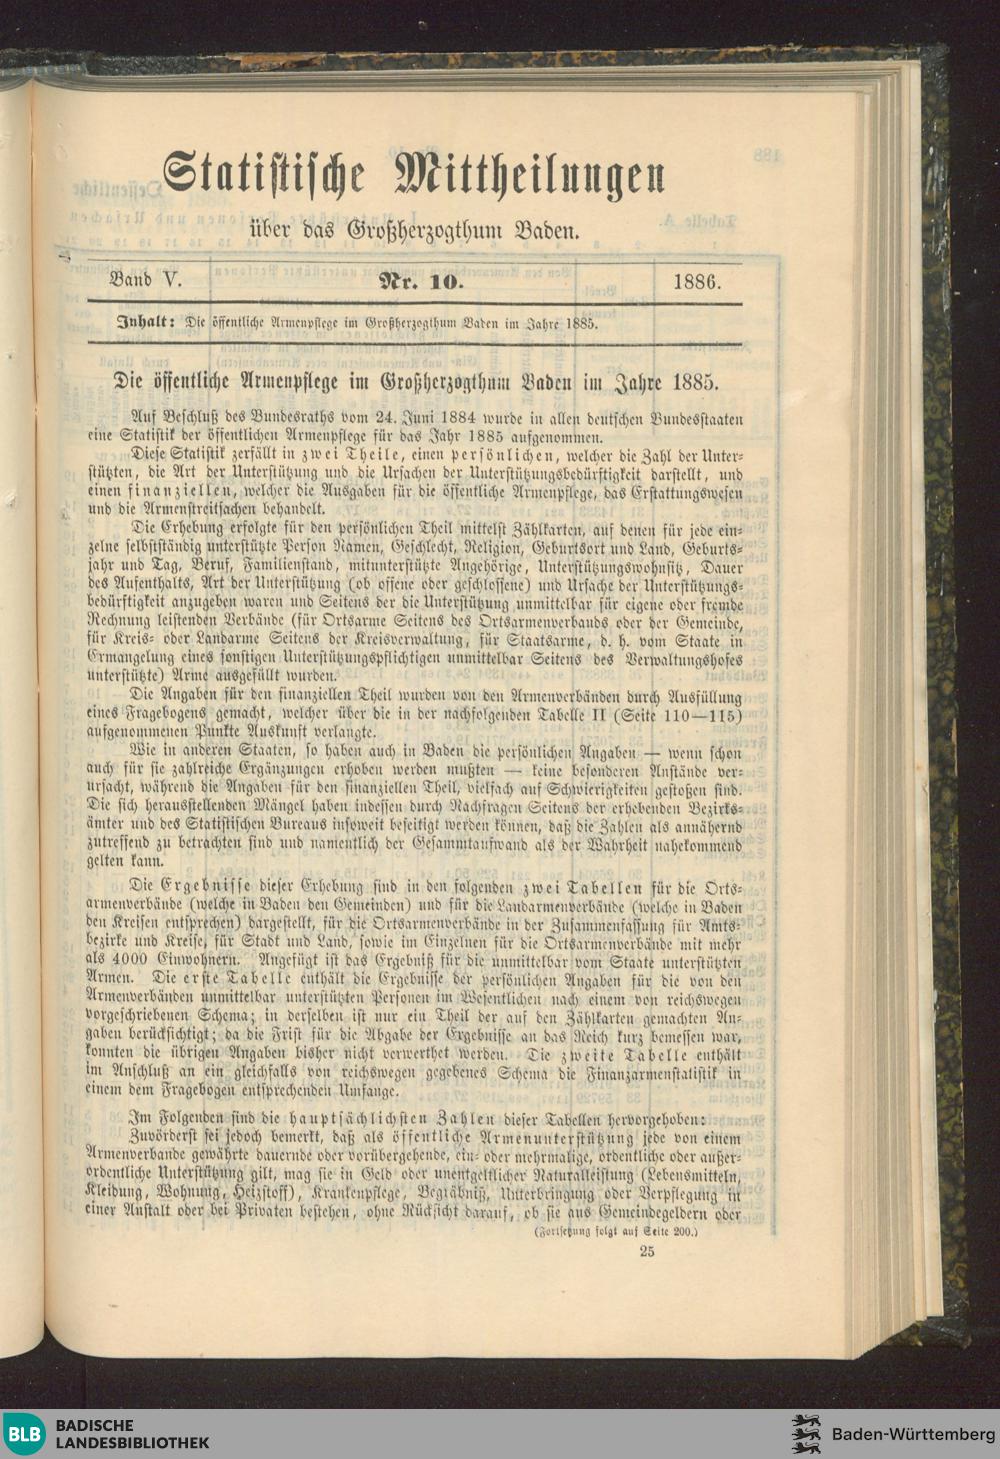 Statistische Mittheilungen
über das Großherzogthum Baden.
Band V. Nr. 10. 1886.
Inhalt: Die öffentliche Armenpflege im Großherzogthum Baden im Jahre 1885.
Die öffentliche Armenpflege im Großherzogthum Baden im Jahre 1885.
Auf Beschluß des Bundesraths vom 24. Juni 1884 wurde in allen deutschen Bundesstaaten
eine Statistik der öffentlichen Armenpflege für das Jahr 1885 aufgenommen.
Diese Statistik zerfällt in zwei Theile, einen persönlichen, welcher die Zahl der Unter-
stützten, die Art der Unterstützung und die Ursachen der Unterstützungsbedürftigkeit darstellt, und
einen finanziellen, welcher die Ausgaben für die öffentliche Armenpflege, das Erstattungswesen
und die Armenstreitsachen behandelt.
Die Erhebung erfolgte für den persönlichen Theil mittelst Zählkarten, auf denen für jede ein-
zelne selbstständig unterstützte Person Namen, Geschlecht, Religion, Geburtsort und Land, Geburts-
jahr und Tag, Beruf, Familienstand, mitunterstützte Angehörige, Unterstützungswohnsitz, Dauer
des Aufenthalts, Art der Unterstützung (ob offene oder geschlossene) und Ursache der Unterstützungs-
bedürftigkeit anzugeben waren und Seitens der die Unterstützung unmittelbar für eigene oder fremde
Rechnung leistenden Verbände (für Ortsarme Seitens des Ortsarmenverbands oder der Gemeinde,
für Kreis- oder Landarme Seitens der Kreisverwaltung, für Staatsarme, d. h. vom Staate in
Ermangelung eines sonstigen Unterstützungspflichtigen unmittelbar Seitens des Verwaltungshofes
unterstützte) Arme ausgefüllt wurden.
Die Angaben für den finanziellen Theil wurden von den Armenverbänden durch Ausfüllung
eines Fragebogens gemacht, welcher über die in der nachfolgenden Tabelle II (Seite 110—115)
aufgenommenen Punkte Auskunft verlangte.
Wie in anderen Staaten, so haben auch in Baden die persönlichen Angaben — wenn schon
auch für sie zahlreiche Ergänzungen erhoben werden mußten — keine besonderen Anstände ver-
ursacht, während die Angaben für den finanziellen Theil, vielfach auf Schwierigkeiten gestoßen sind.
Die sich herausstellenden Mängel haben indessen durch Nachfragen Seitens der erhebenden Bezirks-
ämter und des Statistischen Bureaus insoweit beseitigt werden können, daß die Zahlen als annähernd
zutreffend zu betrachten sind und namentlich der Gesammtaufwand als der Wahrheit nahekommend
gelten kann.
Die Ergebnisse dieser Erhebung sind in den folgenden zwei Tabellen für die Orts-
armenverbände (welche in Baden den Gemeinden) und für die Landarmenverbände (welche in Baden
den Kreisen entsprechen) dargestellt, für die Ortsarmenverbände in der Zusammenfassung für Amts-
bezirke und Kreise, für Stadt und Land, sowie im Einzelnen für die Ortsarmenverbände mit mehr
als 4000 Einwohnern. Angefügt ist das Ergebniß für die unmittelbar vom Staate unterstützten
Armen. Die erste Tabelle enthält die Ergebnisse der persönlichen Angaben für die von den
Armenverbänden unmittelbar unterstützten Personen im Wesentlichen nach einem von reichswegen
vorgeschriebenen Schema; in derselben ist nur ein Theil der auf den Zählkarten gemachten An-
gaben berücksichtigt; da die Frist für die Abgabe der Ergebnisse an das Reich kurz bemessen war,
konnten die übrigen Angaben bisher nicht verwerthet werden. Die zweite Tabelle enthält
im Anschluß an ein gleichfalls von reichswegen gegebenes Schema die Finanzarmenstatistik in
einem dem Fragebogen entsprechenden Umfange.
Im Folgenden sind die hauptsächlichsten Zahlen dieser Tabellen hervorgehoben:
Zuvörderst sei jedoch bemerkt, daß als öffentliche Armenunterstützung jede von einem
Armenverbande gewährte dauernde oder vorübergehende, ein- oder mehrmalige, ordentliche oder außer-
ordentliche Unterstützung gilt, mag sie in Geld oder unentgeltlicher Naturalleistung (Lebensmitteln,
Kleidung, Wohnung, Heizstoff), Krankenpflege, Begräbniß, Unterbringung oder Verpflegung in
einer Anstalt oder bei Privaten bestehen, ohne Rücksicht darauf, ob sie aus Gemeindegeldern oder
(Fortsetzung folgt auf Seite 200.)
25
BLB BADISCHE
LANDESBIBLIOTHEK
Baden-Württemberg